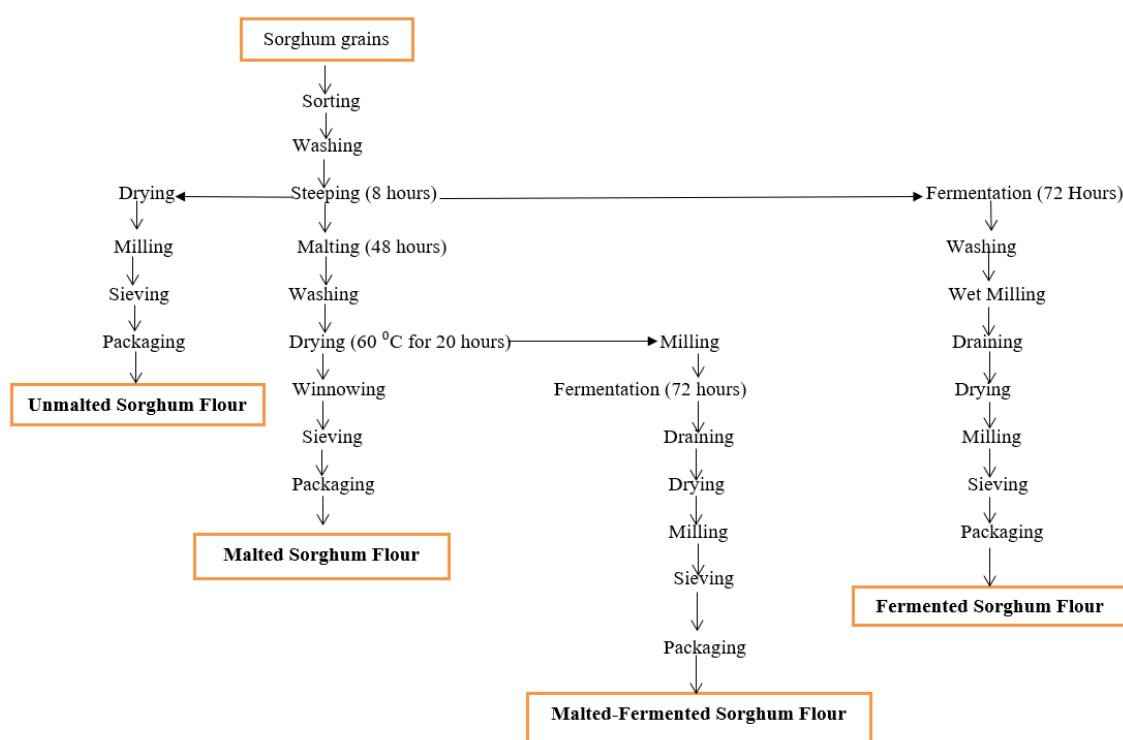 Sorghum grains
Sorting
Washing
Drying
Steeping (8 hours)
Fermentation (72 Hours)
Milling
Malting (48 hours)
Washing
Sieving
Washing
Wet Milling
Packaging
Drying (60 ⁰C for 20 hours)
Milling
Draining
Unmalted Sorghum Flour
Winnowing
Fermentation (72 hours)
Drying
Sieving
Draining
Milling
Packaging
Drying
Sieving
Malted Sorghum Flour
Milling
Packaging
Sieving
Fermented Sorghum Flour
Packaging
Malted-Fermented Sorghum Flour